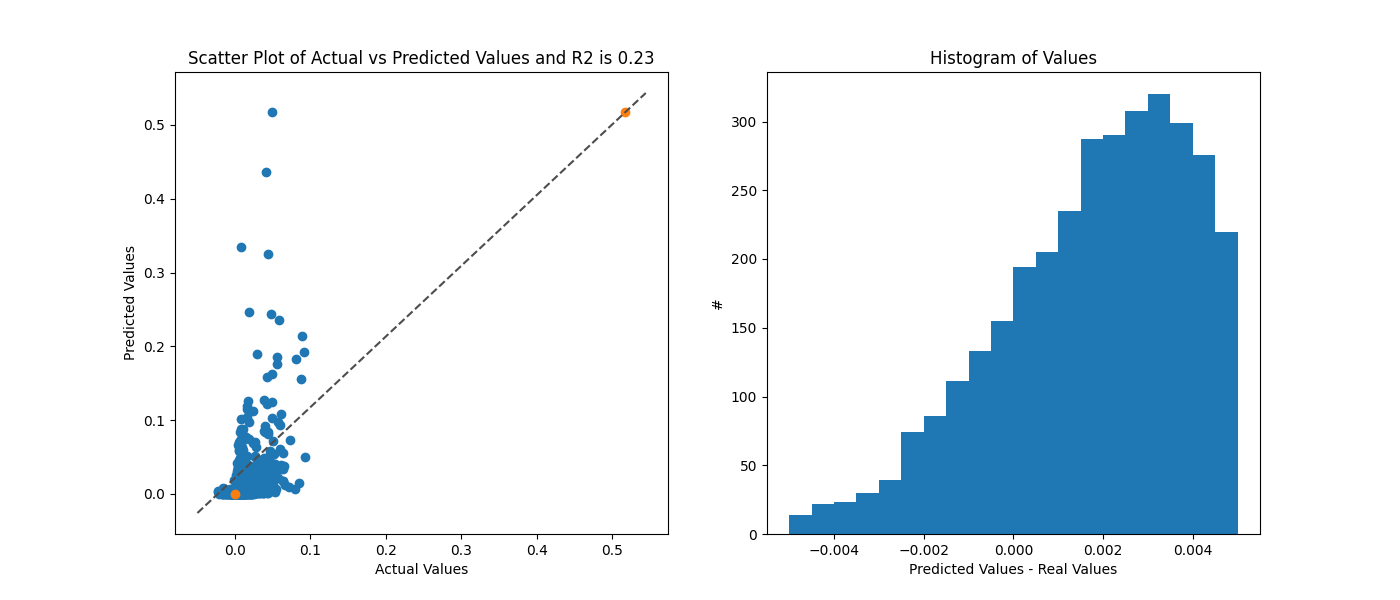 Scatter Plot of Actual vs Predicted Values and R2 is 0.23
Predicted Values
0.5
0.4
0.3
0.2
0.1
0.0
0.0 0.1 0.2 0.3 0.4 0.5
Actual Values
Histogram of Values
#
300
250
200
150
100
50
0
−0.004 −0.002 0.000 0.002 0.004
Predicted Values - Real Values